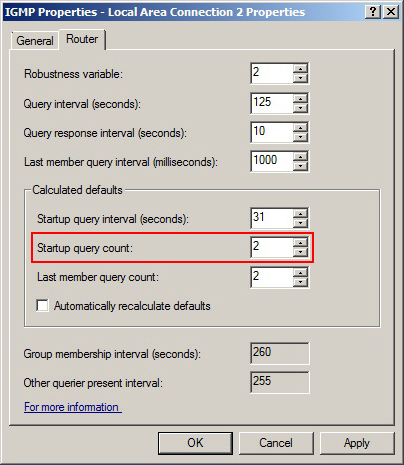 IGMP Properties - Local Area Connection 2 Properties
General Router
Robustness variable: 2
Query interval (seconds): 125
Query response interval (seconds): 10
Last member query interval (milliseconds): 1000
Calculated defaults
Startup query interval (seconds): 31
Startup query count: 2
Last member query count: 2
Automatically recalculate defaults
Group membership interval (seconds): 260
Other querier present interval: 255
For more information
OK Cancel Apply